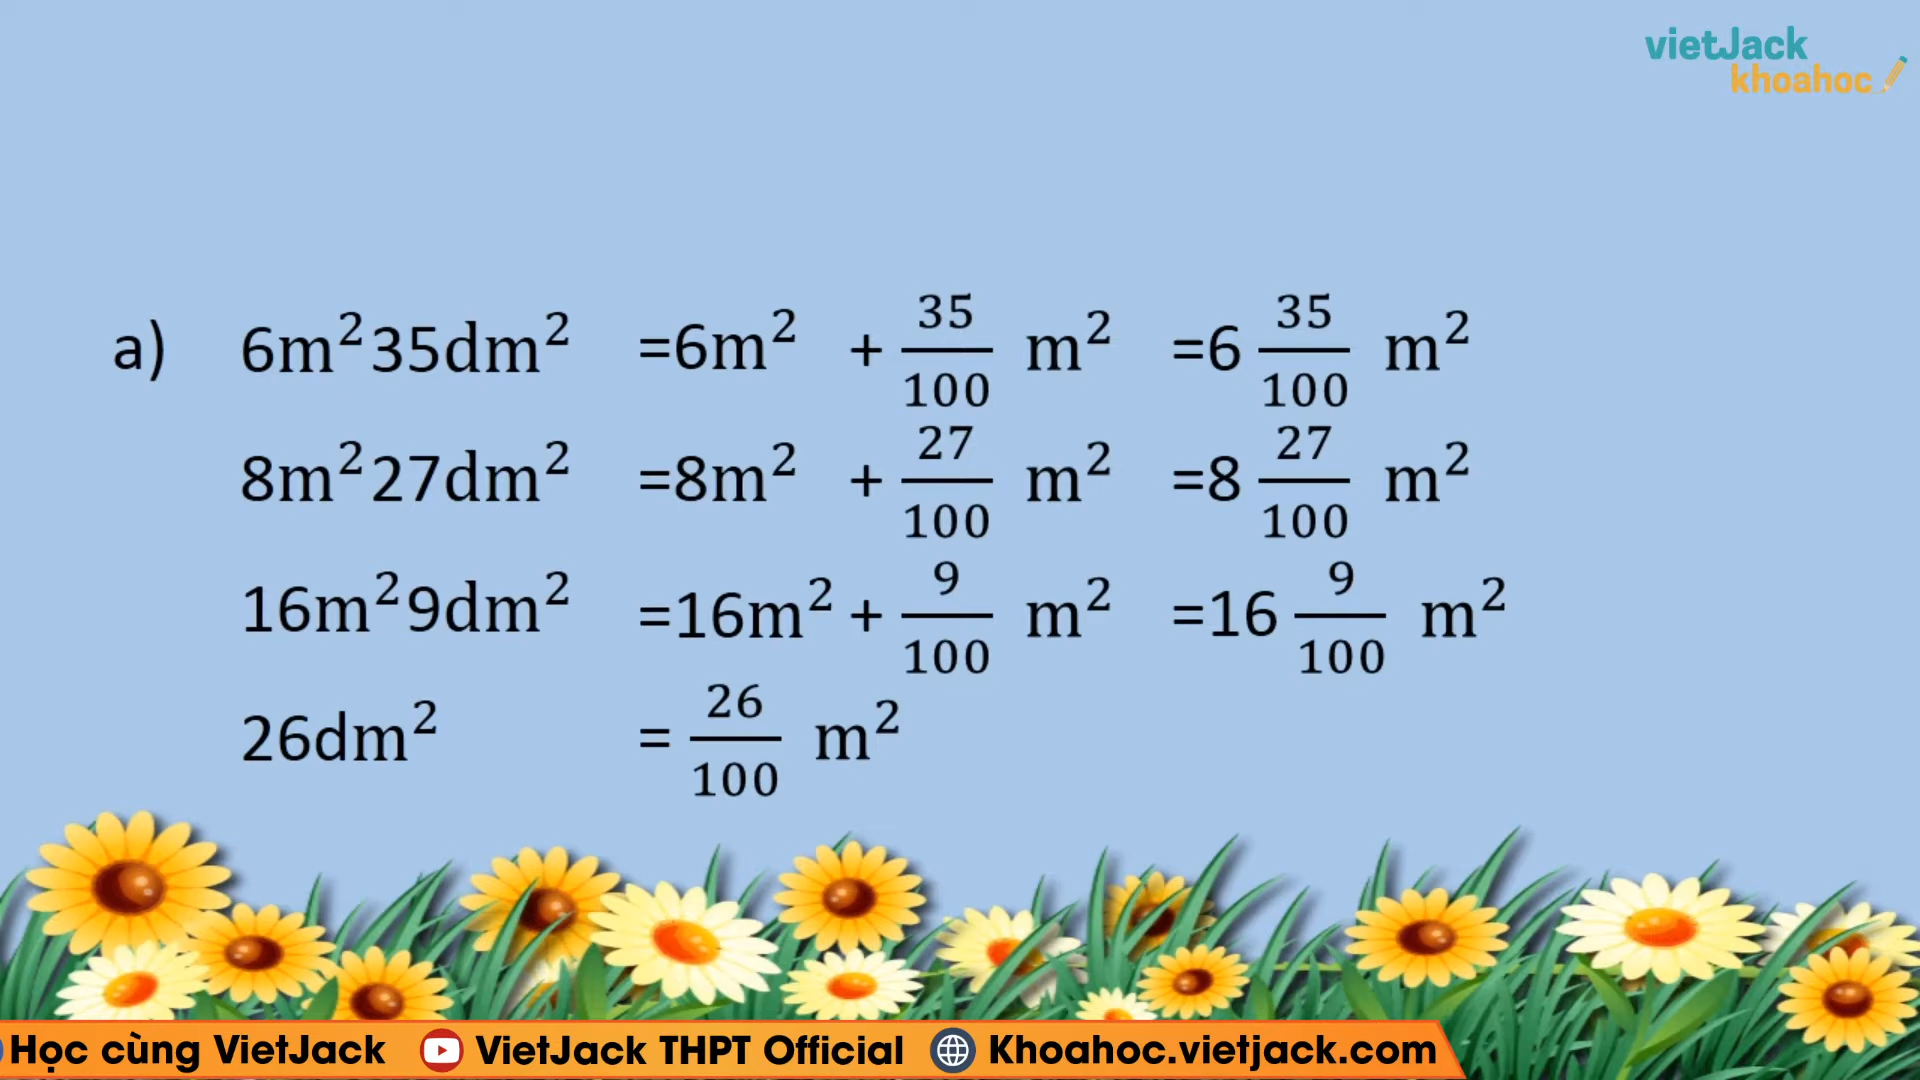 vietJack
khoahoc
a) 6m²35dm² =6m² + 35/100 m² =6 35/100 m²
8m²27dm² =8m² + 27/100 m² =8 27/100 m²
16m²9dm² =16m² + 9/100 m² =16 9/100 m²
26dm² = 26/100 m²
Học cùng VietJack VietJack THPT Official Khoahoc.vietjack.com